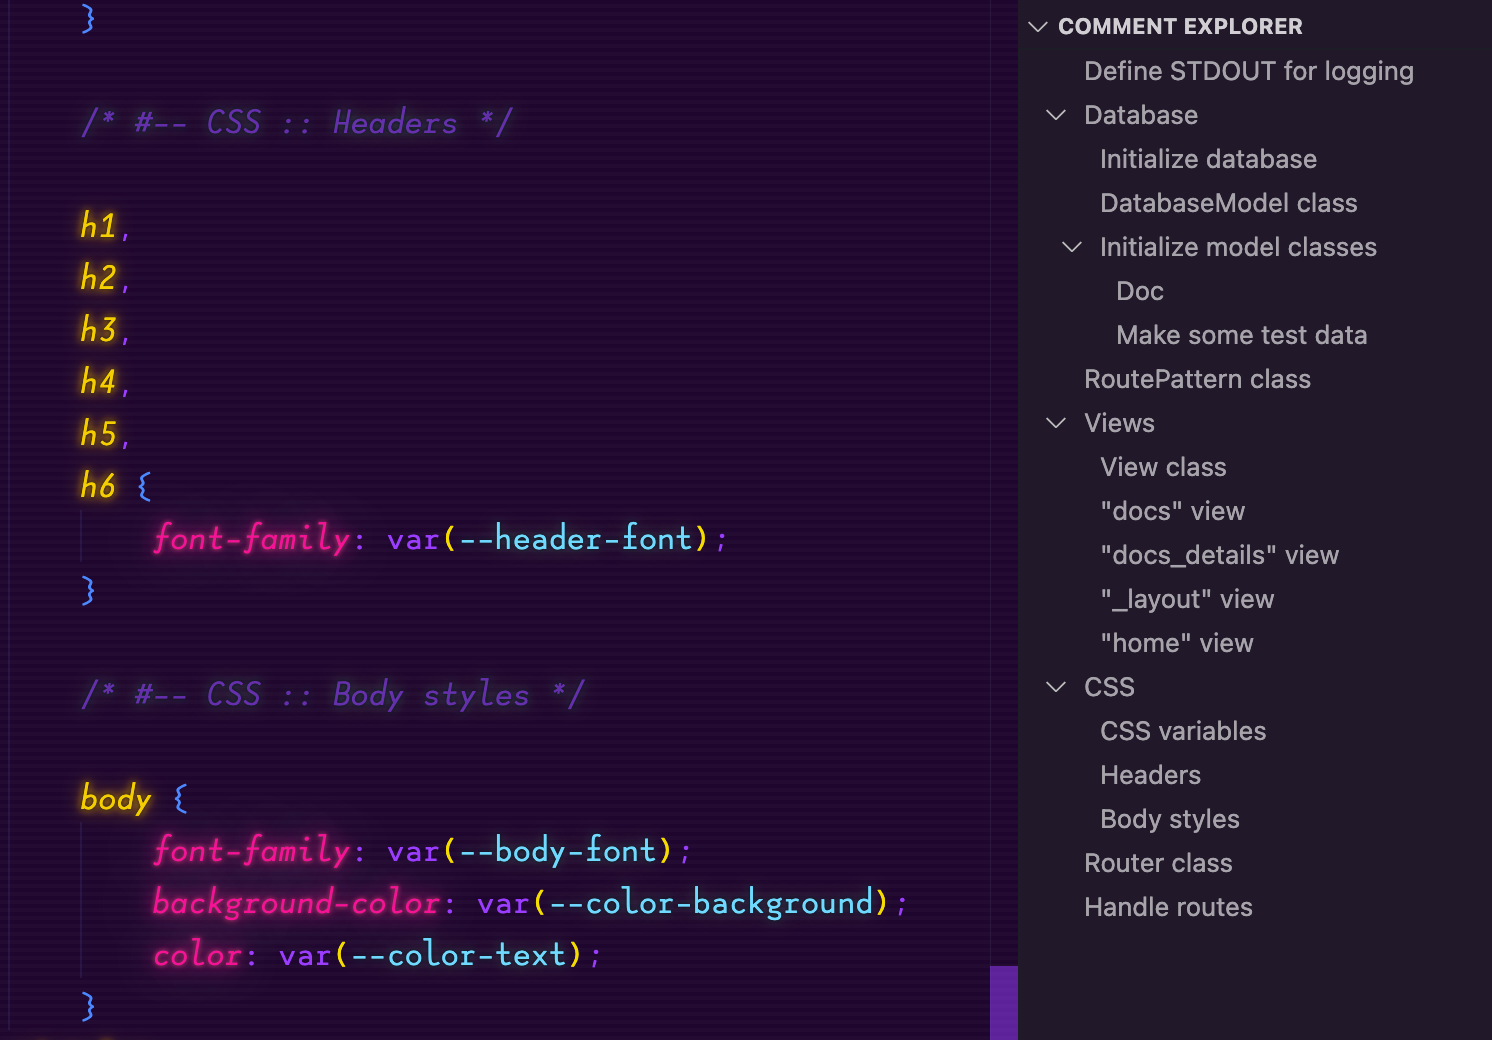 }
/* #-- CSS :: Headers */
h1,
h2,
h3,
h4,
h5,
h6 {
font-family: var(--header-font);
}
/* #-- CSS :: Body styles */
body {
font-family: var(--body-font);
background-color: var(--color-background);
color: var(--color-text);
}
COMMENT EXPLORER
Define STDOUT for logging
Database
Initialize database
DatabaseModel class
Initialize model classes
Doc
Make some test data
RoutePattern class
Views
View class
"docs" view
"docs_details" view
"_layout" view
"home" view
CSS
CSS variables
Headers
Body styles
Router class
Handle routes